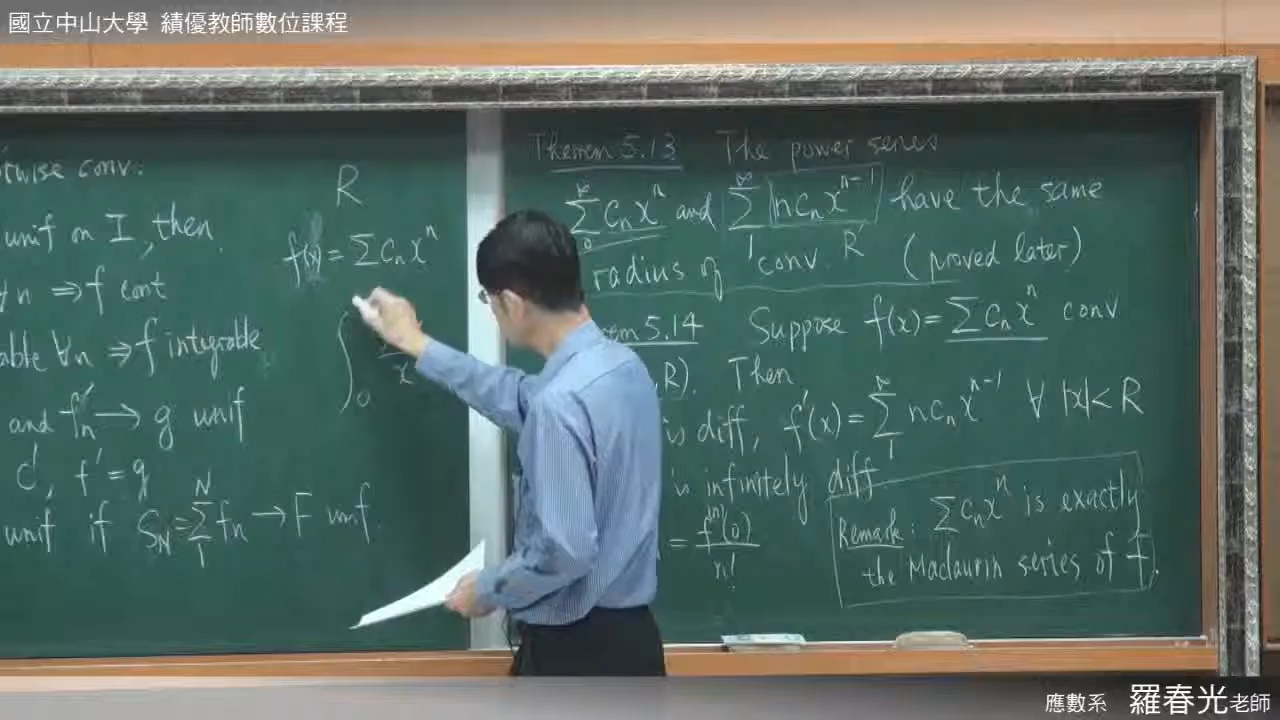 國立中山大學 績優教師數位課程
conv.
unif on I, then
∀n ⇒ f cont
able ∀n ⇒ f integrable
and fn' → g unif
f' = g
unif if S_N = Σ_1^N fn → F unif.
R
f(x) = Σ cn x^n
∫_0 x
Theorem 5.13 The power series
Σ_0^∞ cn x^n and Σ_1^∞ n cn x^{n-1} have the same
radius of conv. R (proved later)
5.14 Suppose f(x) = Σ cn x^n conv
, R). Then
is diff, f'(x) = Σ_1^∞ n cn x^{n-1} ∀ |x| < R
is infinitely diff
= f^{(n)}(0) / n!
Remark: Σ cn x^n is exactly
the Maclaurin series of f.
應數系 羅春光老師